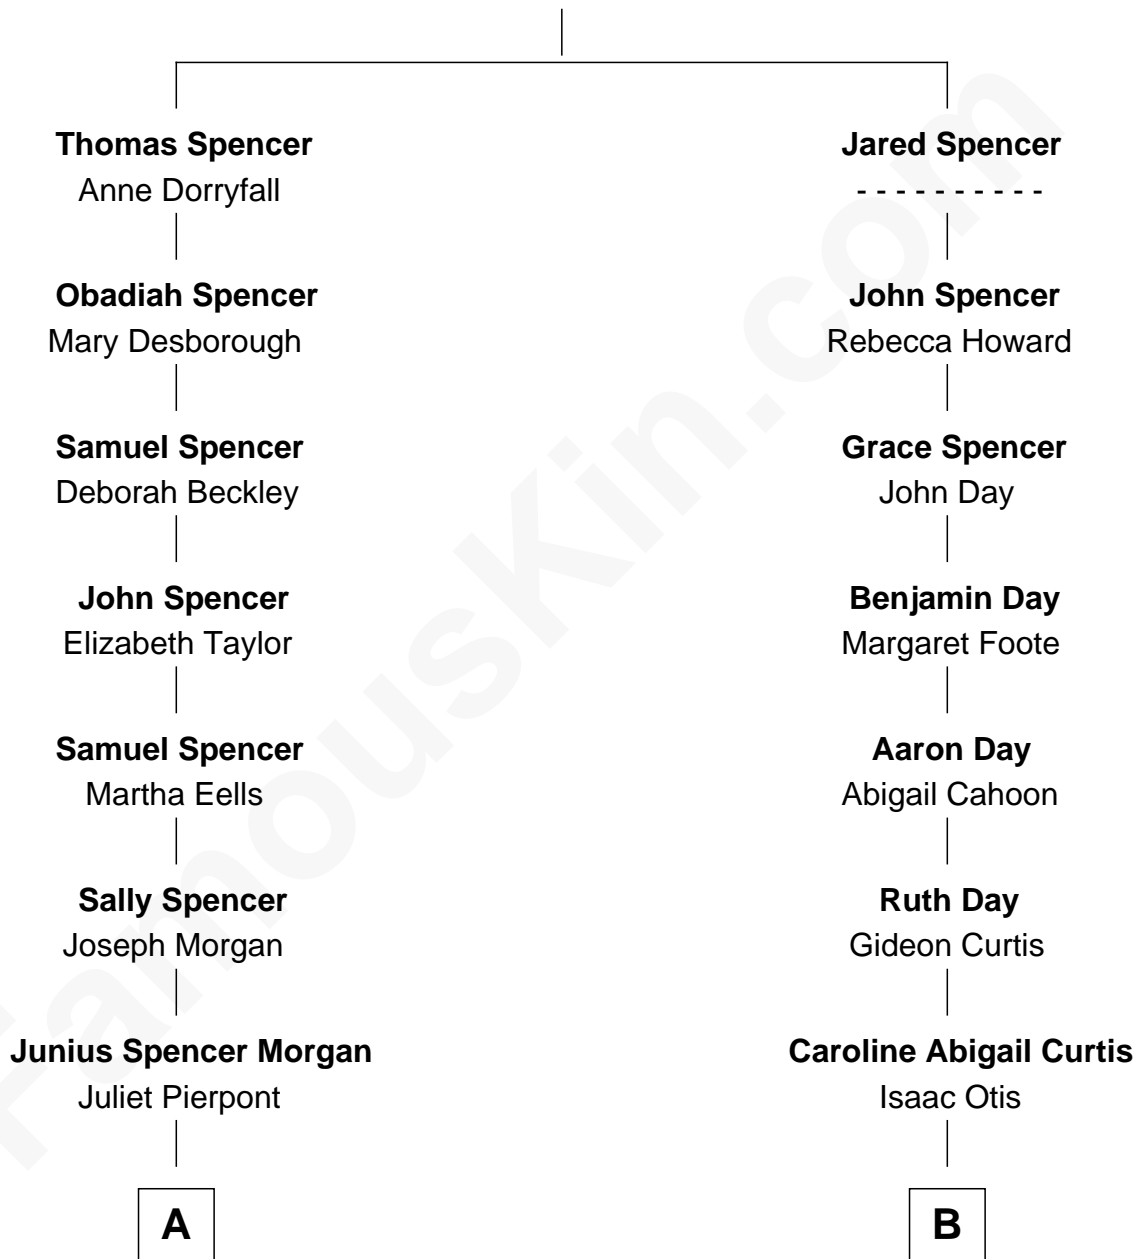 Thomas Spencer
Anne Dorryfall
Obadiah Spencer
Mary Desborough
Samuel Spencer
Deborah Beckley
John Spencer
Elizabeth Taylor
Samuel Spencer
Martha Eells
Sally Spencer
Joseph Morgan
Junius Spencer Morgan
Juliet Pierpont
A
Jared Spencer
- - - - - - - - - -
John Spencer
Rebecca Howard
Grace Spencer
John Day
Benjamin Day
Margaret Foote
Aaron Day
Abigail Cahoon
Ruth Day
Gideon Curtis
Caroline Abigail Curtis
Isaac Otis
B
FamousKin.com